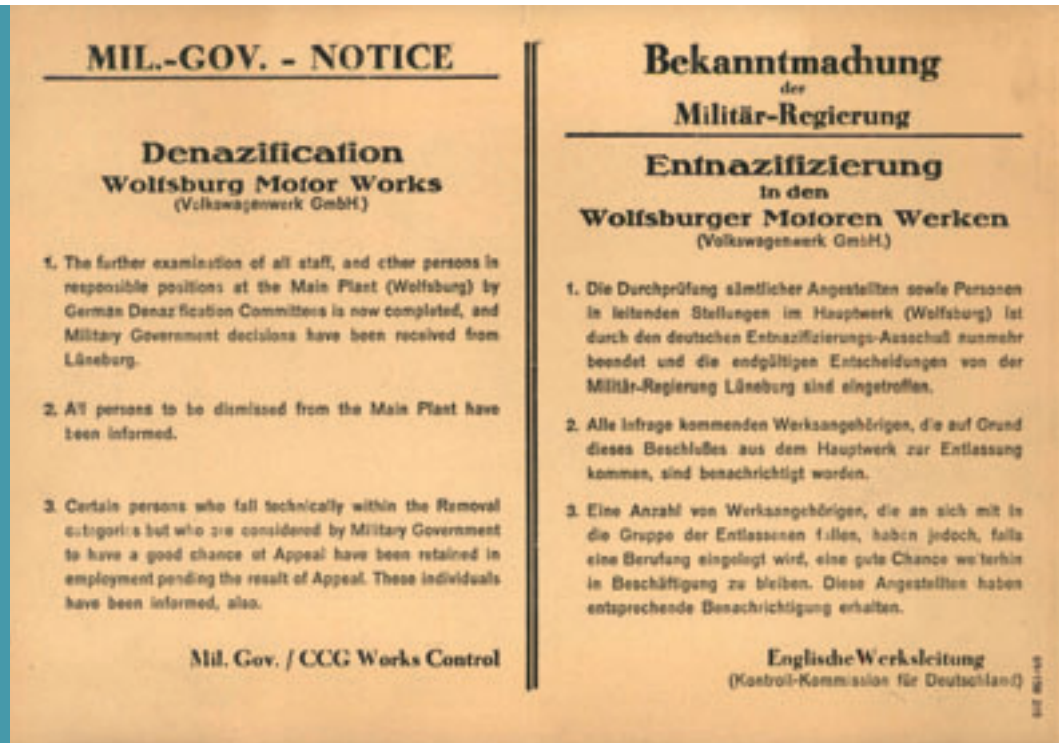 MIL.-GOV. - NOTICE
Denazification
Wolfsburg Motor Works
(Volkswagenwerk GmbH.)
1. The further examination of all staff, and other persons in
responsible positions at the Main Plant (Wolfsburg) by
German Denazification Committees is now completed, and
Military Government decisions have been received from
Lüneburg.
2. All persons to be dismissed from the Main Plant have
been informed.
3. Certain persons who fall technically within the Removal
categories but who are considered by Military Government
to have a good chance of Appeal have been retained in
employment pending the result of Appeal. These individuals
have been informed, also.
Mil. Gov. / CCG Works Control
Bekanntmachung
der
Militär-Regierung
Entnazifizierung
in den
Wolfsburger Motoren Werken
(Volkswagenwerk GmbH.)
1. Die Durchprüfung sämtlicher Angestellten sowie Personen
in leitenden Stellungen im Hauptwerk (Wolfsburg) ist
durch den deutschen Entnazifizierungs-Ausschuß nunmehr
beendet und die endgültigen Entscheidungen von der
Militär-Regierung Lüneburg sind eingetroffen.
2. Alle infrage kommenden Werksangehörigen, die auf Grund
dieses Beschlußes aus dem Hauptwerk zur Entlassung
kommen, sind benachrichtigt worden.
3. Eine Anzahl von Werksangehörigen, die an sich mit in
die Gruppe der Entlassenen fallen, haben jedoch, falls
eine Berufung eingelegt wird, eine gute Chance weiterhin
in Beschäftigung zu bleiben. Diese Angestellten haben
entsprechende Benachrichtigung erhalten.
Englische Werksleitung
(Kontroll-Kommission für Deutschland)